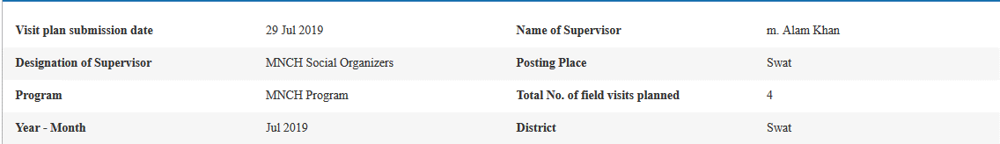 Visit plan submission date 29 Jul 2019 Name of Supervisor m. Alam Khan
Designation of Supervisor MNCH Social Organizers Posting Place Swat
Program MNCH Program Total No. of field visits planned 4
Year - Month Jul 2019 District Swat